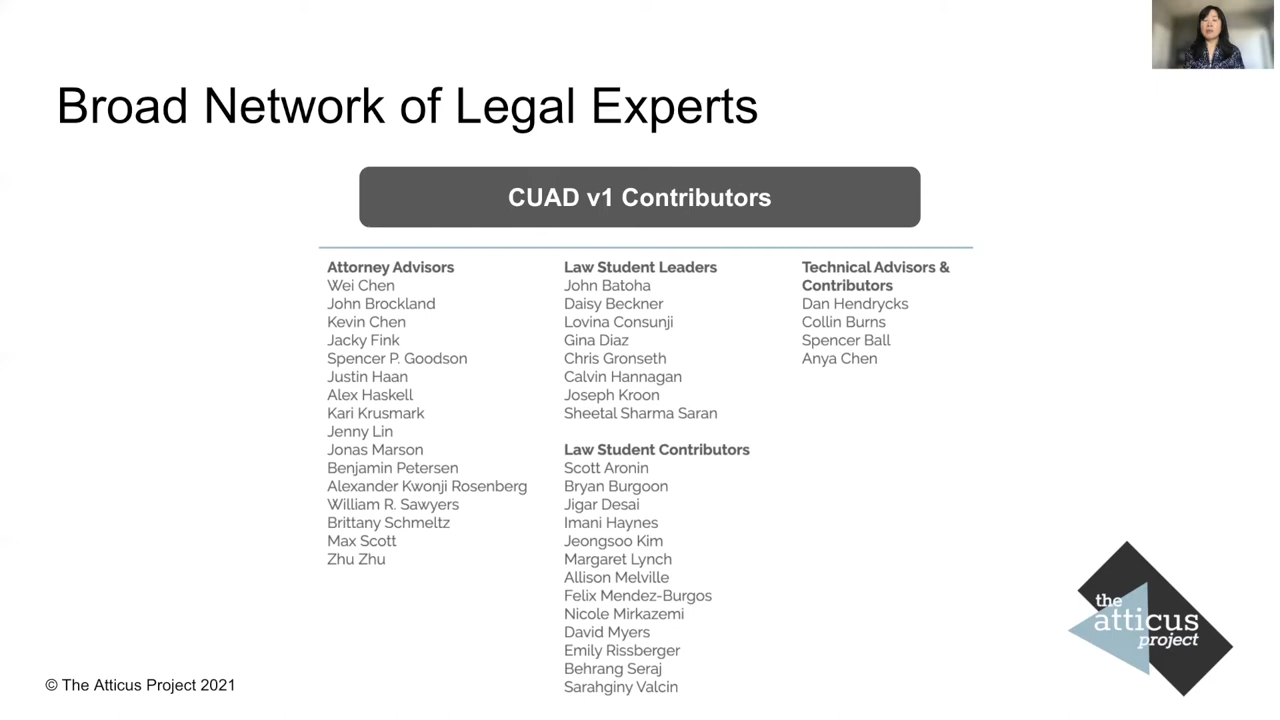 Broad Network of Legal Experts
CUAD v1 Contributors
Attorney Advisors
Wei Chen
John Brockland
Kevin Chen
Jacky Fink
Spencer P. Goodson
Justin Haan
Alex Haskell
Kari Krusmark
Jenny Lin
Jonas Marson
Benjamin Petersen
Alexander Kwonji Rosenberg
William R. Sawyers
Brittany Schmeltz
Max Scott
Zhu Zhu
Law Student Leaders
John Batoha
Daisy Beckner
Lovina Consunji
Gina Diaz
Chris Gronseth
Calvin Hannagan
Joseph Kroon
Sheetal Sharma Saran
Law Student Contributors
Scott Aronin
Bryan Burgoon
Jigar Desai
Imani Haynes
Jeongsoo Kim
Margaret Lynch
Allison Melville
Felix Mendez-Burgos
Nicole Mirkazemi
David Myers
Emily Rissberger
Behrang Seraj
Sarahginy Valcin
Technical Advisors &
Contributors
Dan Hendrycks
Collin Burns
Spencer Ball
Anya Chen
the
atticus
project
© The Atticus Project 2021